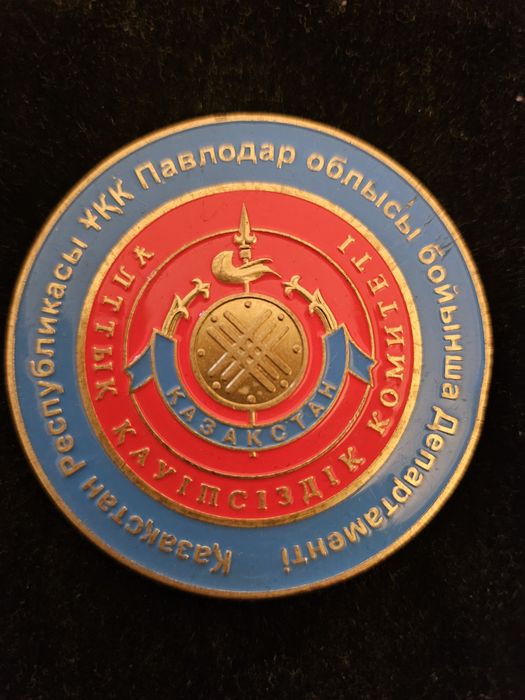 Қазақстан Республикасы ҰҚК Павлодар облысы бойынша Департаменті
ҰЛТТЫҚ ҚАУІПСІЗДІК КОМИТЕТІ
ҚАЗАҚСТАН